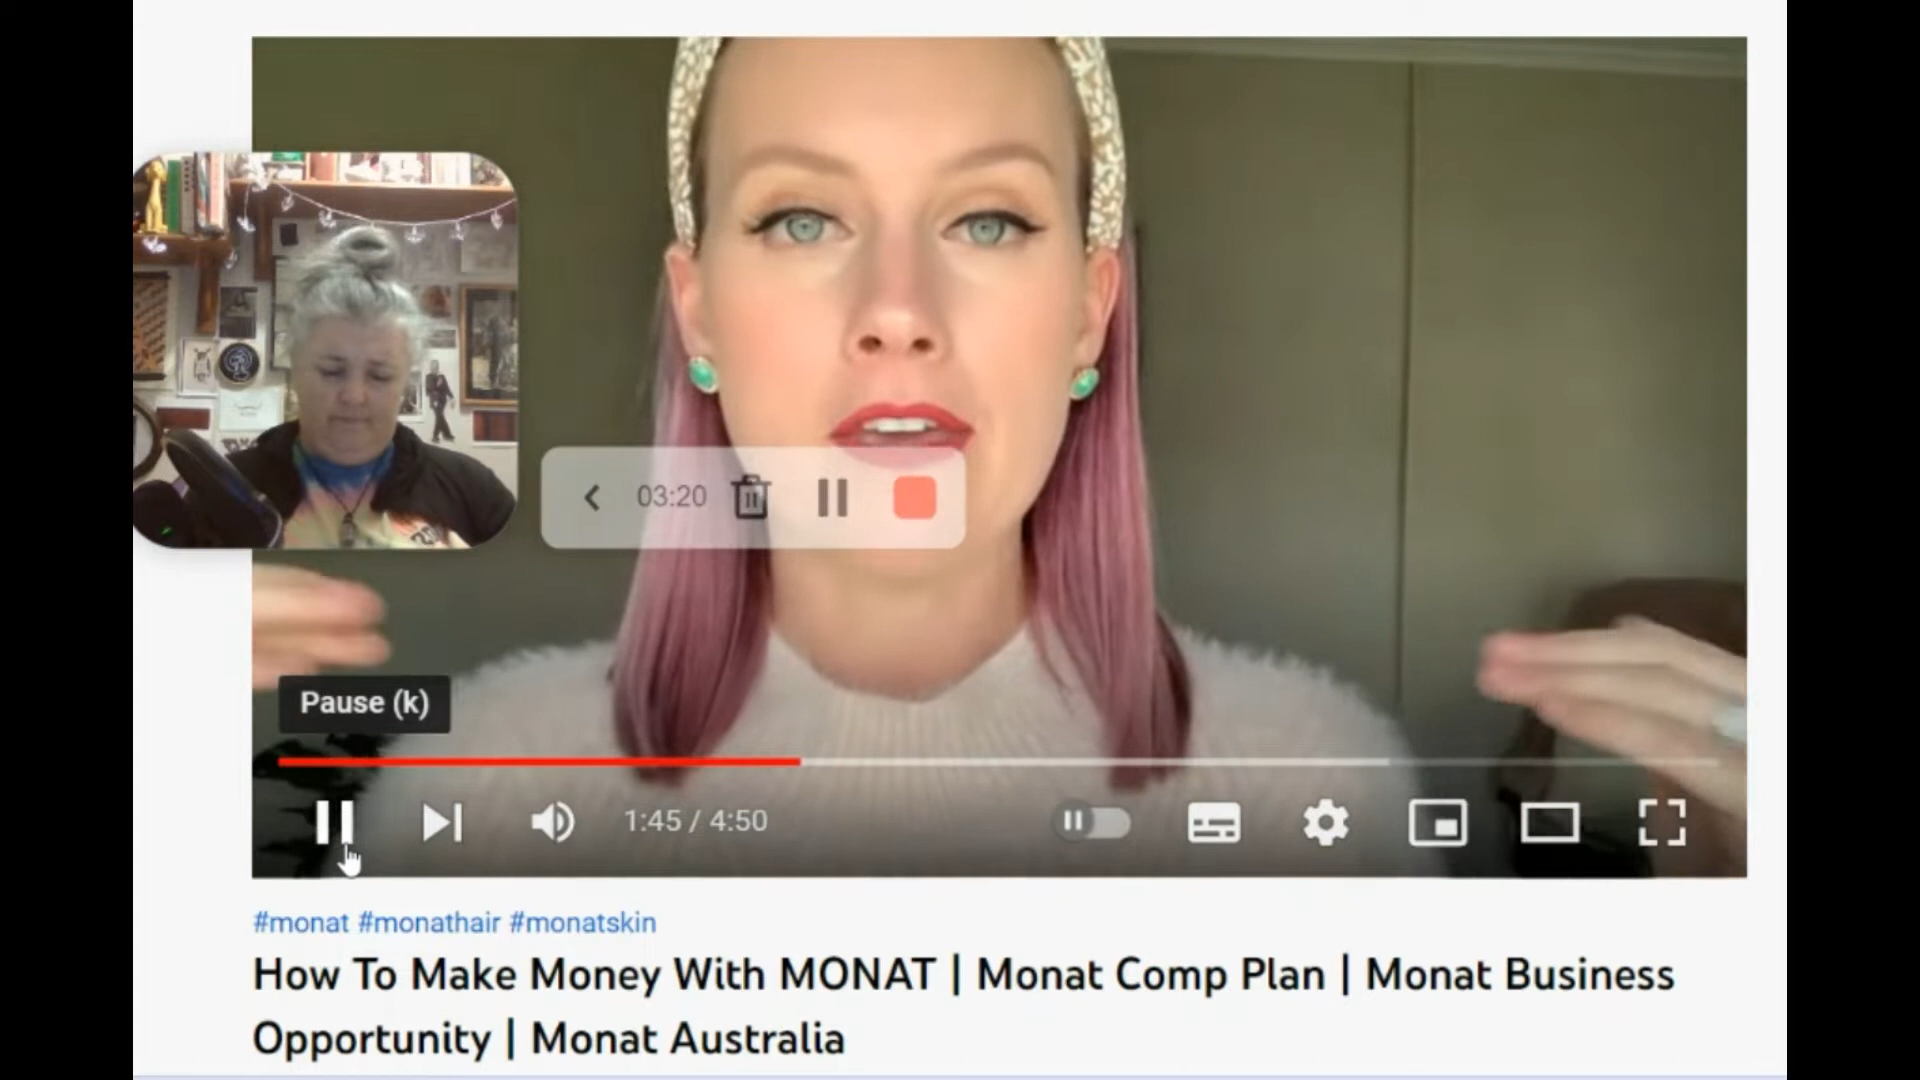 03:20
Pause (k)
1:45 / 4:50
#monat #monathair #monatskin
How To Make Money With MONAT | Monat Comp Plan | Monat Business
Opportunity | Monat Australia